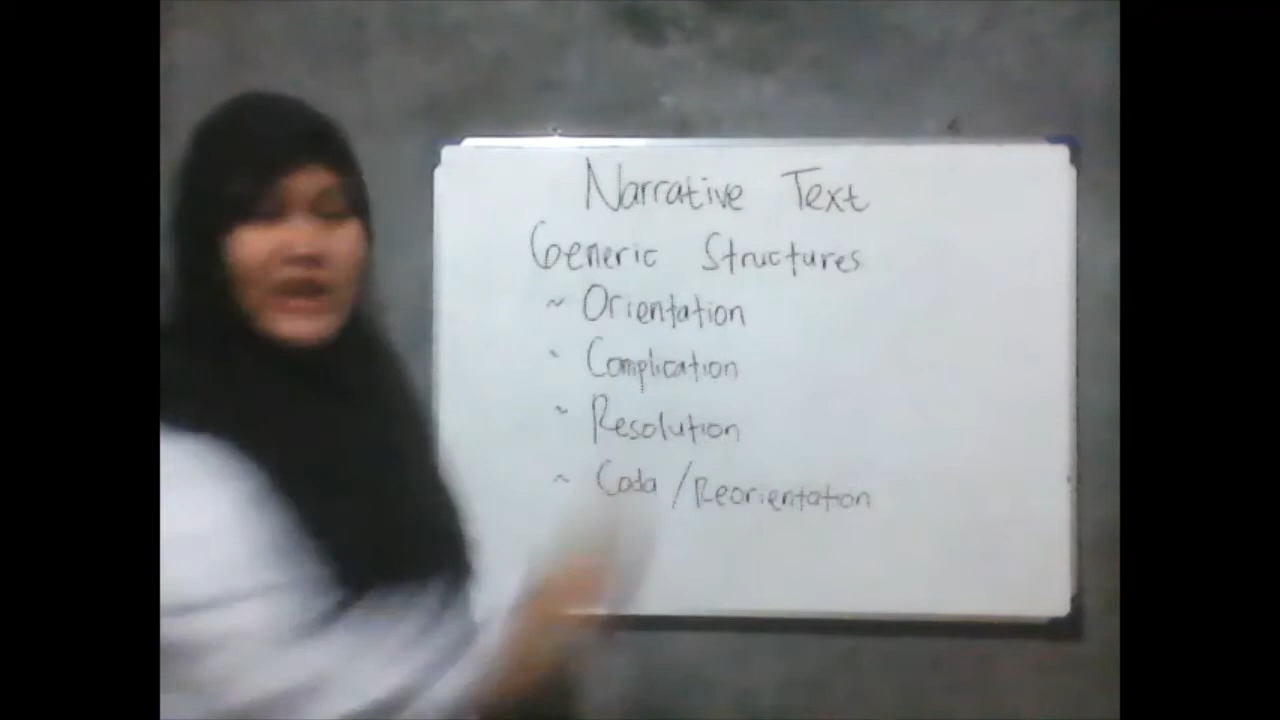 Narrative Text
Generic Structures
~ Orientation
~ Complication
~ Resolution
~ Coda / Reorientation